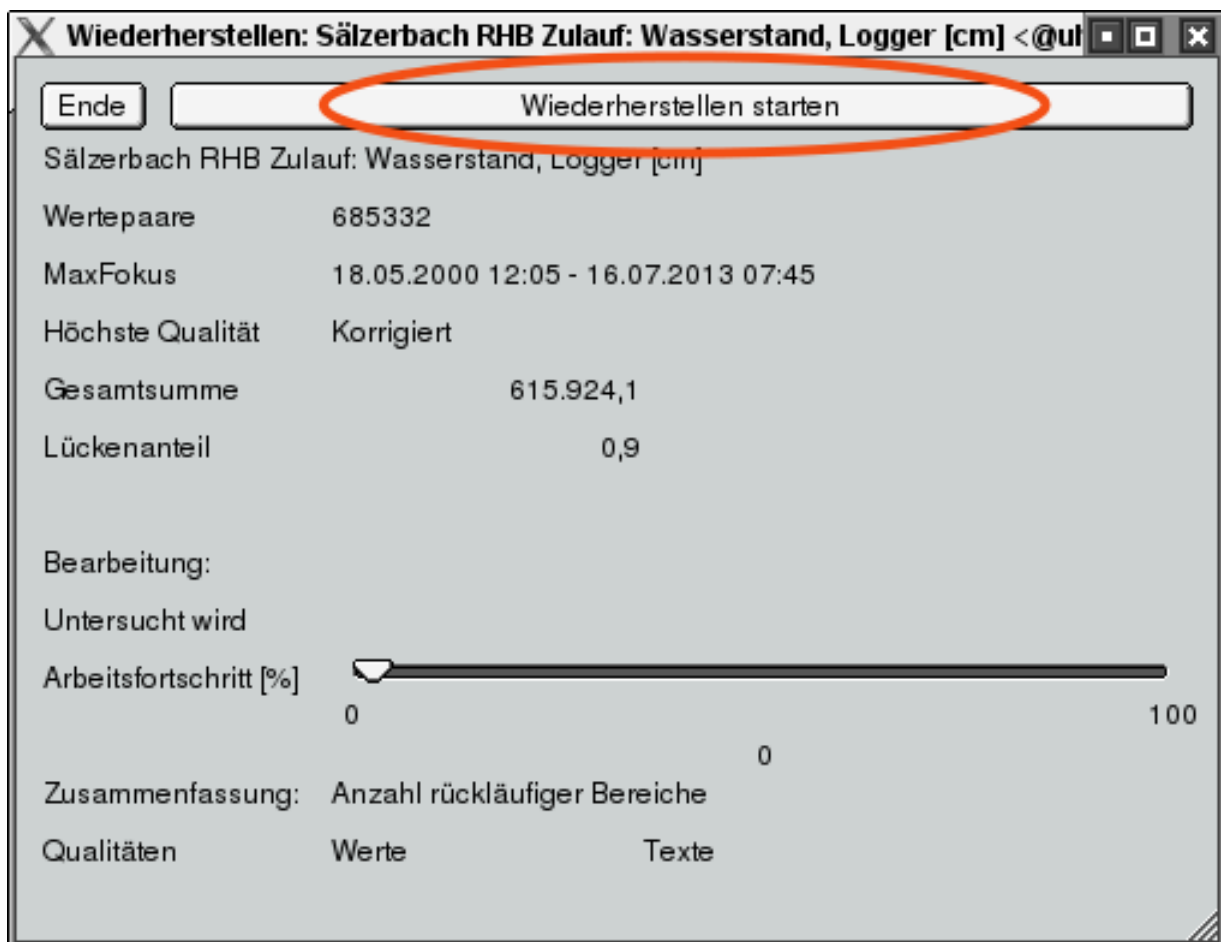 Wiederherstellen: Sälzerbach RHB Zulauf: Wasserstand, Logger [cm] <@ul
Ende Wiederherstellen starten
Sälzerbach RHB Zulauf: Wasserstand, Logger [cm]
Wertepaare 685332
MaxFokus 18.05.2000 12:05 - 16.07.2013 07:45
Höchste Qualität Korrigiert
Gesamtsumme 615.924,1
Lückenanteil 0,9
Bearbeitung:
Untersucht wird
Arbeitsfortschritt [%]
0 100
0
Zusammenfassung: Anzahl rückläufiger Bereiche
Qualitäten Werte Texte